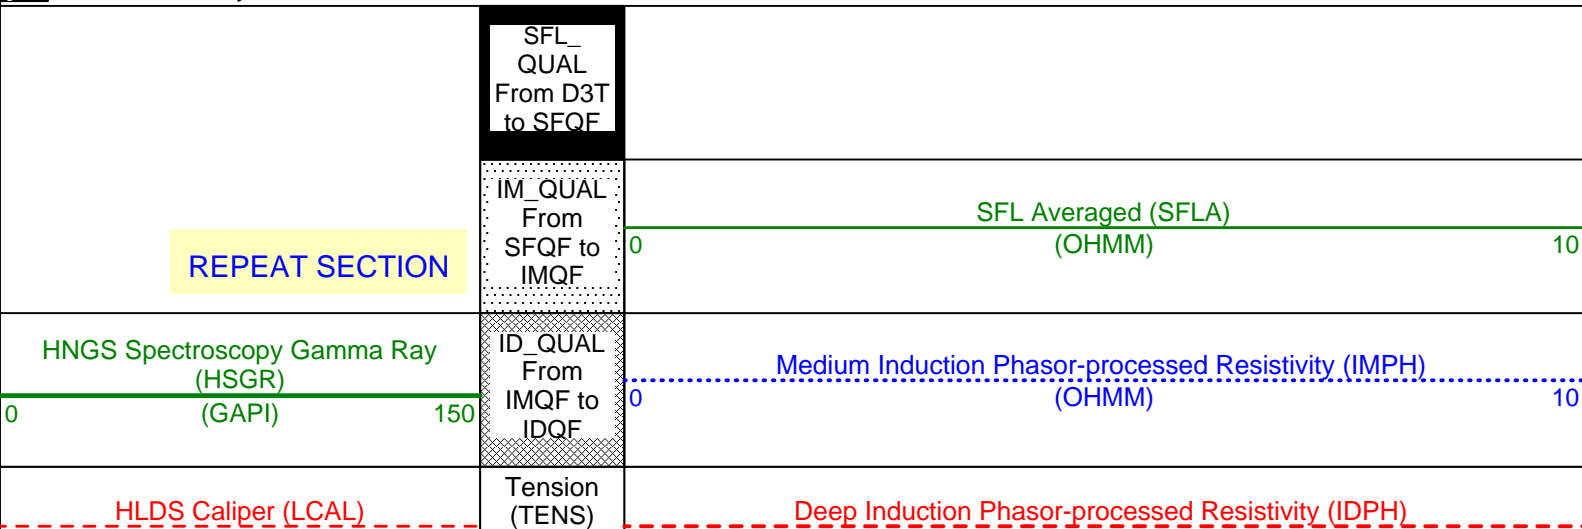 SFL_
QUAL
From D3T
to SFQF
IM_QUAL
From
SFQF to
IMQF
SFL Averaged (SFLA)
0 (OHMM) 10
REPEAT SECTION
HNGS Spectroscopy Gamma Ray
(HSGR)
0 (GAPI) 150
ID_QUAL
From
IMQF to
IDQF
Medium Induction Phasor-processed Resistivity (IMPH)
0 (OHMM) 10
HLDS Caliper (LCAL)
Tension
(TENS)
Deep Induction Phasor-processed Resistivity (IDPH)